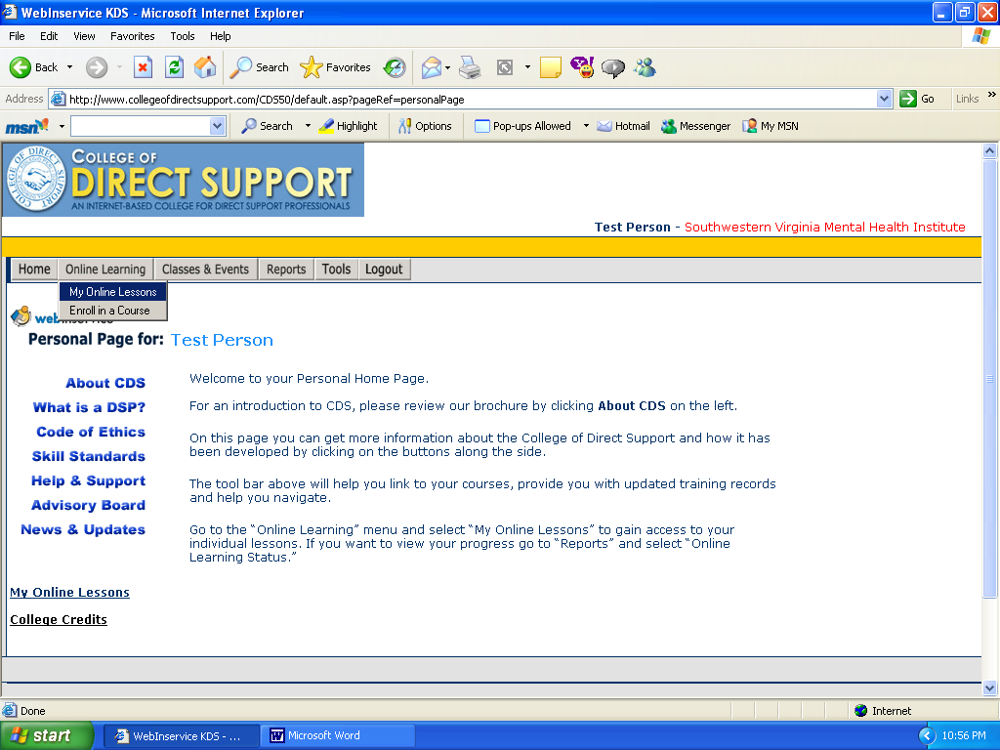 WebInservice KDS - Microsoft Internet Explorer
File Edit View Favorites Tools Help
Back Search Favorites
Address http://www.collegeofdirectsupport.com/CDS50/default.asp?pageRef=personalPage Go Links »
msn Search Highlight Options Pop-ups Allowed Hotmail Messenger My MSN
COLLEGE OF DIRECT SUPPORT
COLLEGE OF
DIRECT SUPPORT
AN INTERNET-BASED COLLEGE FOR DIRECT SUPPORT PROFESSIONALS
Test Person - Southwestern Virginia Mental Health Institute
Home Online Learning Classes & Events Reports Tools Logout
My Online Lessons
Enroll in a Course
webinservice
Personal Page for: Test Person
About CDS
What is a DSP?
Code of Ethics
Skill Standards
Help & Support
Advisory Board
News & Updates
Welcome to your Personal Home Page.
For an introduction to CDS, please review our brochure by clicking About CDS on the left.
On this page you can get more information about the College of Direct Support and how it has
been developed by clicking on the buttons along the side.
The tool bar above will help you link to your courses, provide you with updated training records
and help you navigate.
Go to the “Online Learning” menu and select “My Online Lessons” to gain access to your
individual lessons. If you want to view your progress go to “Reports” and select “Online
Learning Status.”
My Online Lessons
College Credits
Done Internet
start WebInservice KDS - ... Microsoft Word 10:56 PM